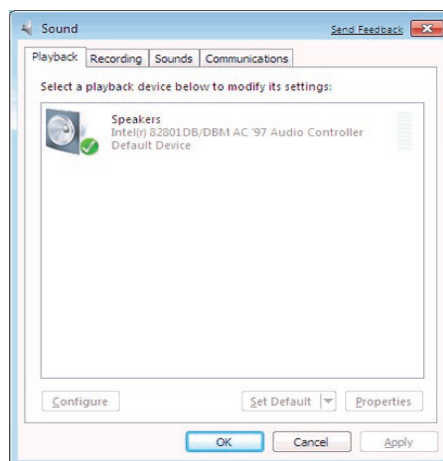 Sound
Send Feedback
Playback
Recording
Sounds
Communications
Select a playback device below to modify its settings:
Speakers
Intel(r) 82801DB/DBM AC '97 Audio Controller
Default Device
Configure
Set Default
Properties
OK
Cancel
Apply